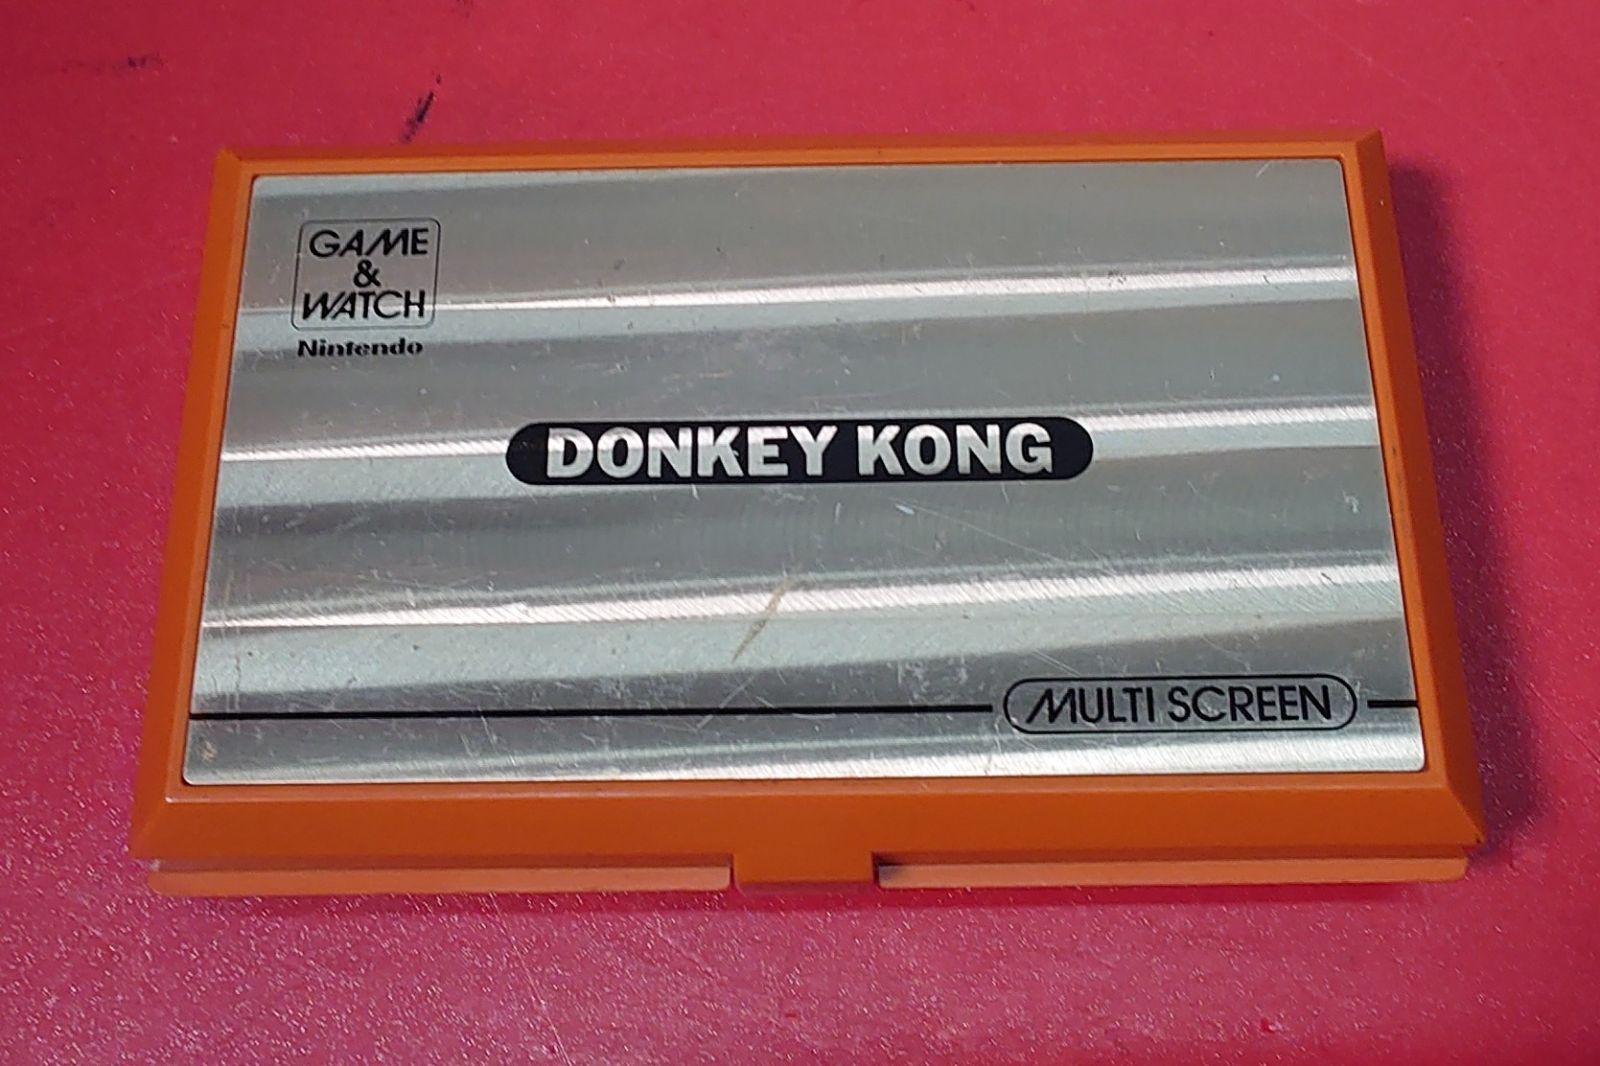 GAME
&
WATCH
Nintendo
DONKEY KONG
MULTI SCREEN